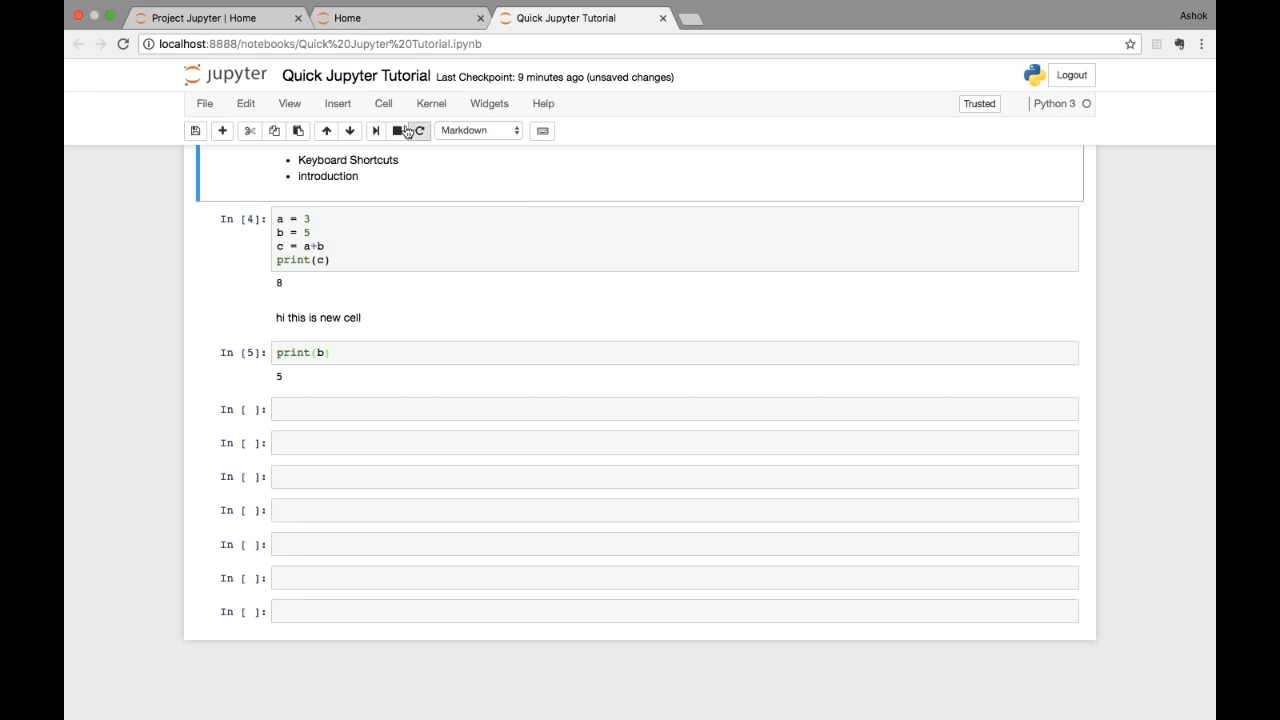 Project Jupyter | Home
Home
Quick Jupyter Tutorial
Ashok
localhost:8888/notebooks/Quick%20Jupyter%20Tutorial.ipynb
jupyter Quick Jupyter Tutorial Last Checkpoint: 9 minutes ago (unsaved changes)
Logout
File Edit View Insert Cell Kernel Widgets Help
Trusted
Python 3
Markdown
Keyboard Shortcuts
introduction
In [4]: a = 3
b = 5
c = a+b
print(c)
8
hi this is new cell
In [5]: print(b)
5
In [ ]:
In [ ]:
In [ ]:
In [ ]:
In [ ]:
In [ ]:
In [ ]: